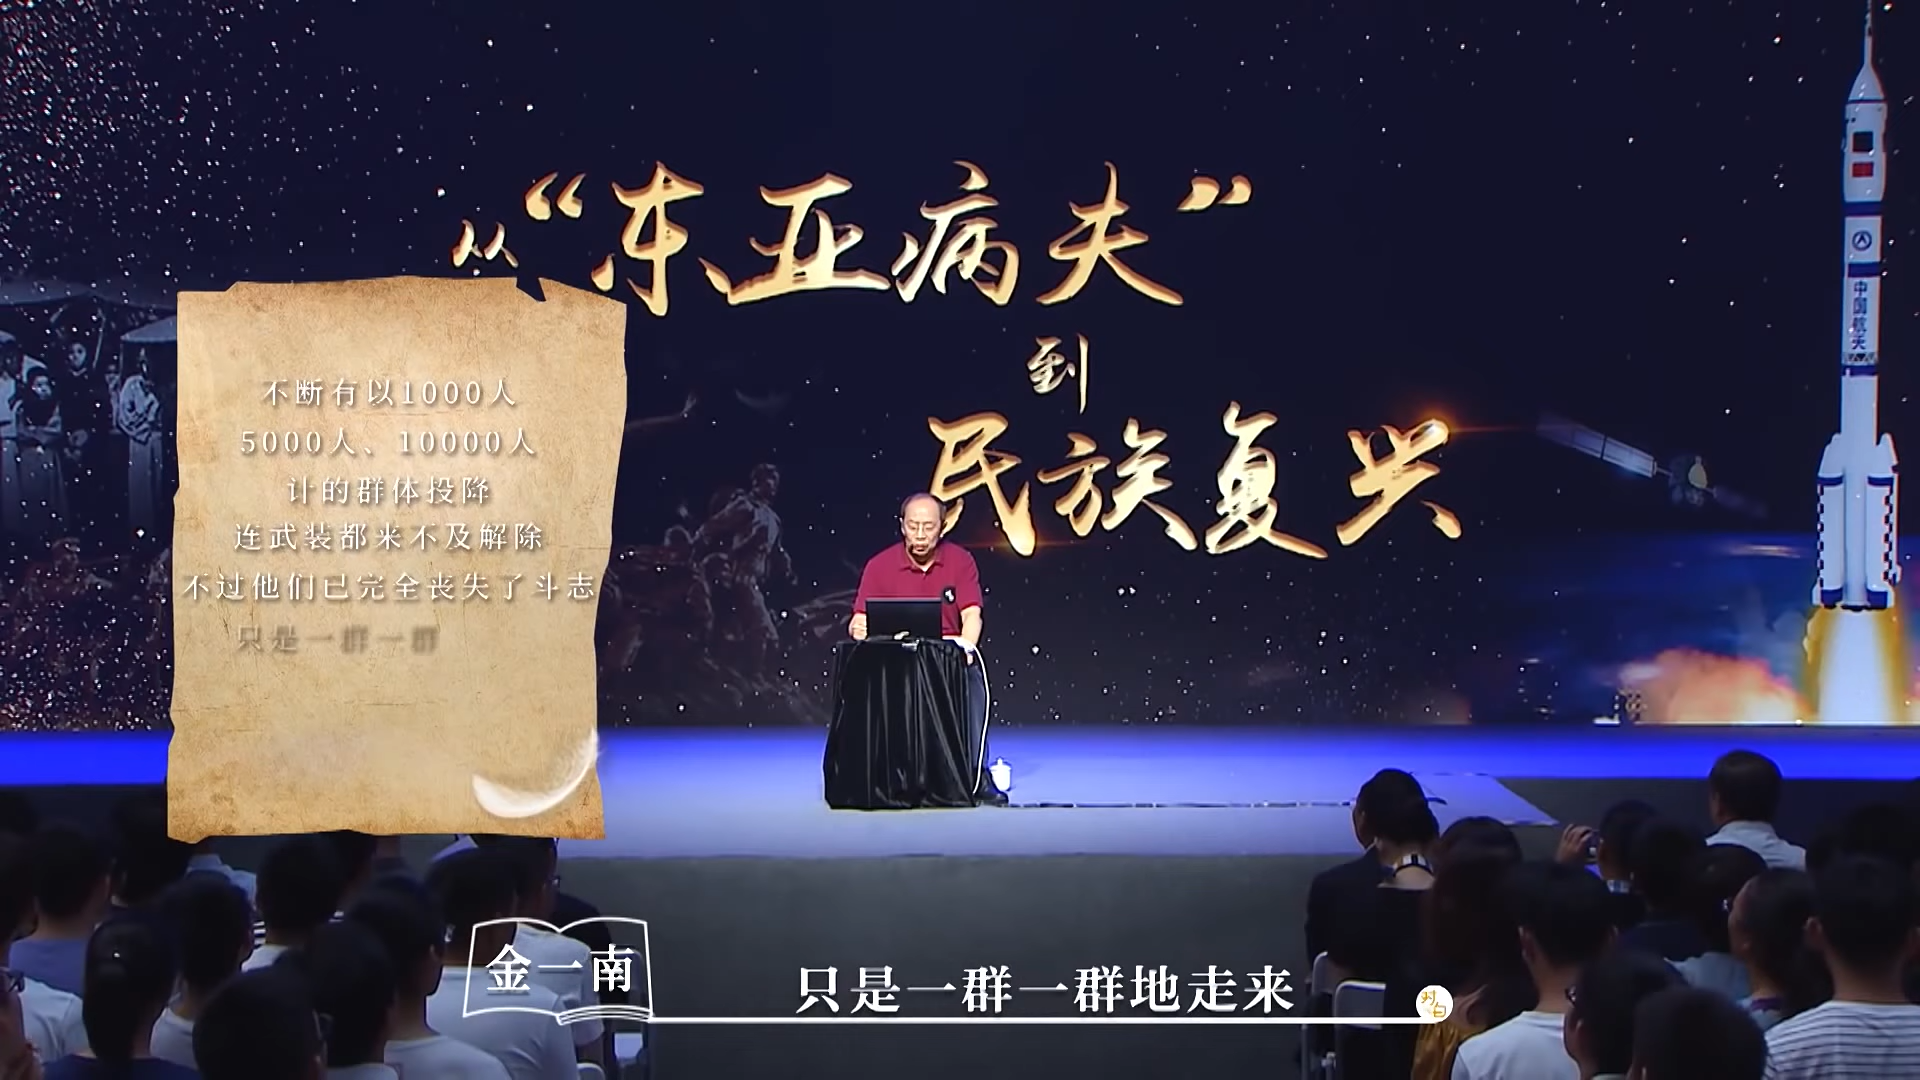 从“东亚病夫”
到
民族复兴
中国航天
不断有以1000人
5000人、10000人
计的群体投降
连武装都来不及解除
不过他们已完全丧失了斗志
只是一群一群
金一南
只是一群一群地走来
对白